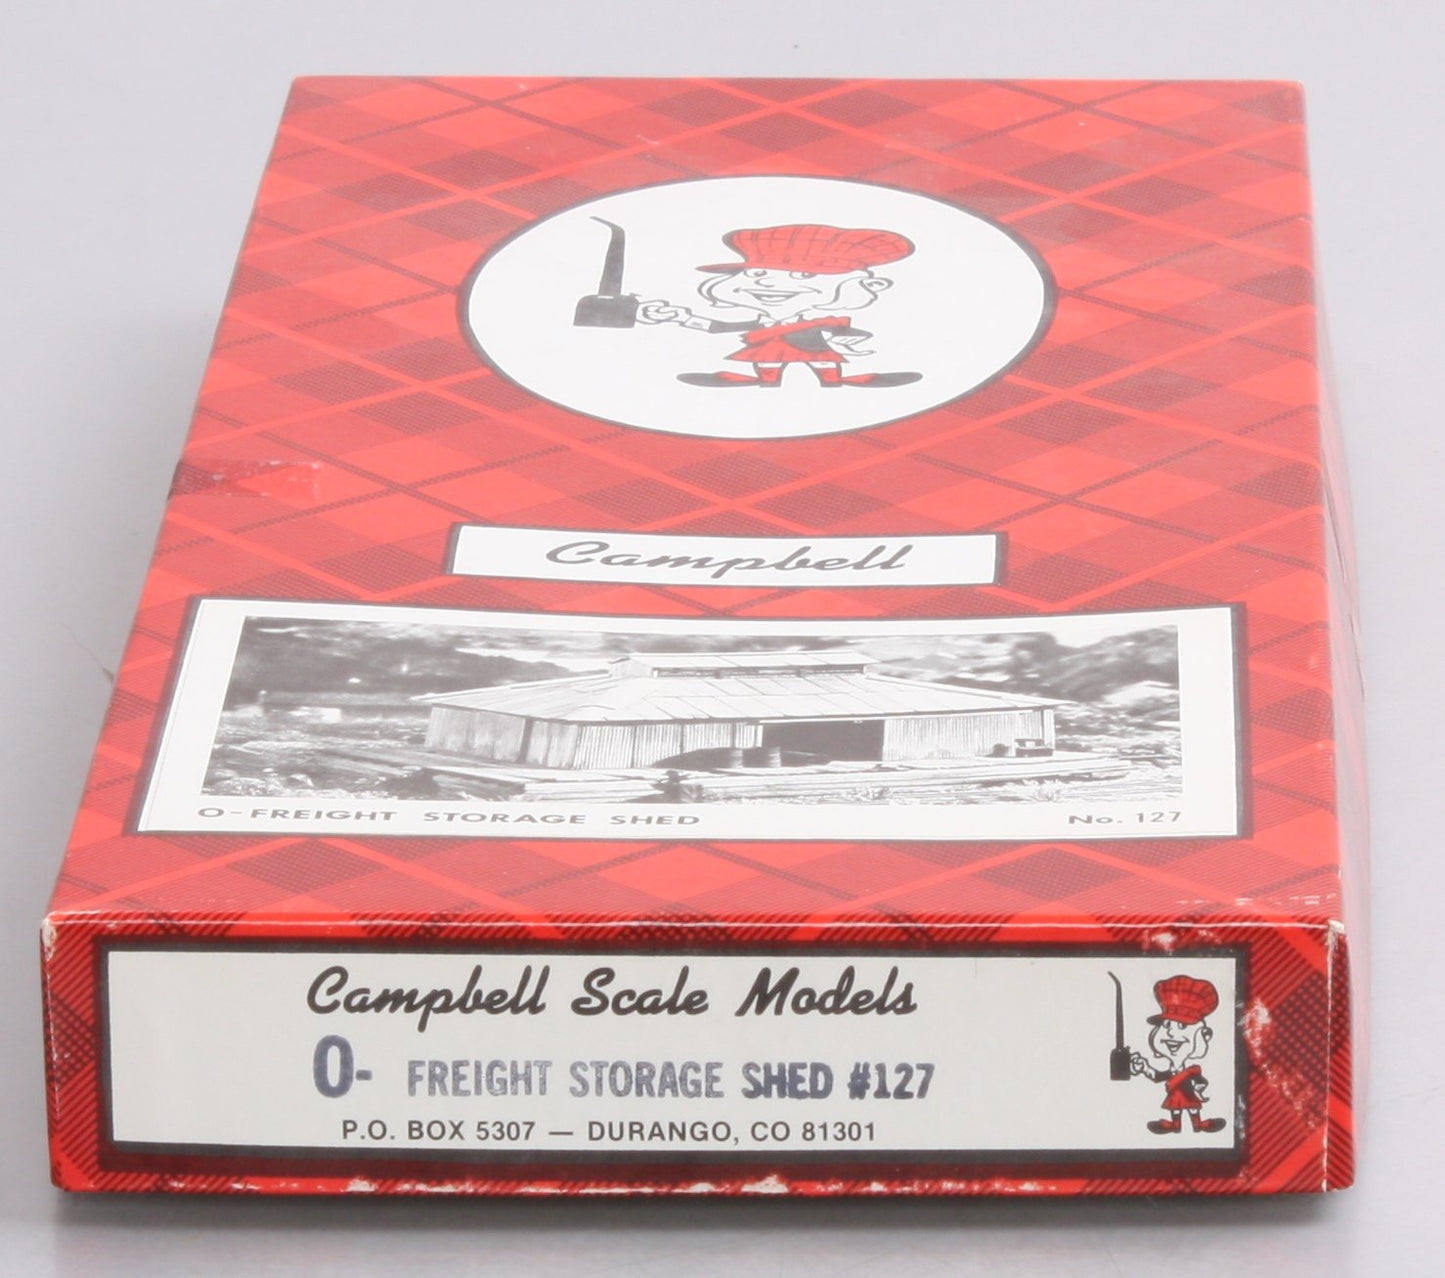 Campbell
O-FREIGHT STORAGE SHED No. 127
Campbell Scale Models
O- FREIGHT STORAGE SHED #127
P.O. BOX 5307 — DURANGO, CO 81301